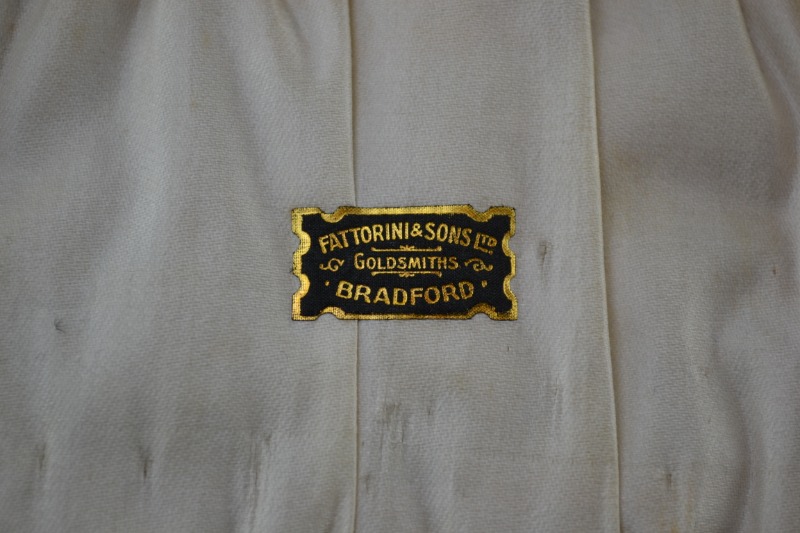 FATTORINI & SONS LTD
GOLDSMITHS
BRADFORD